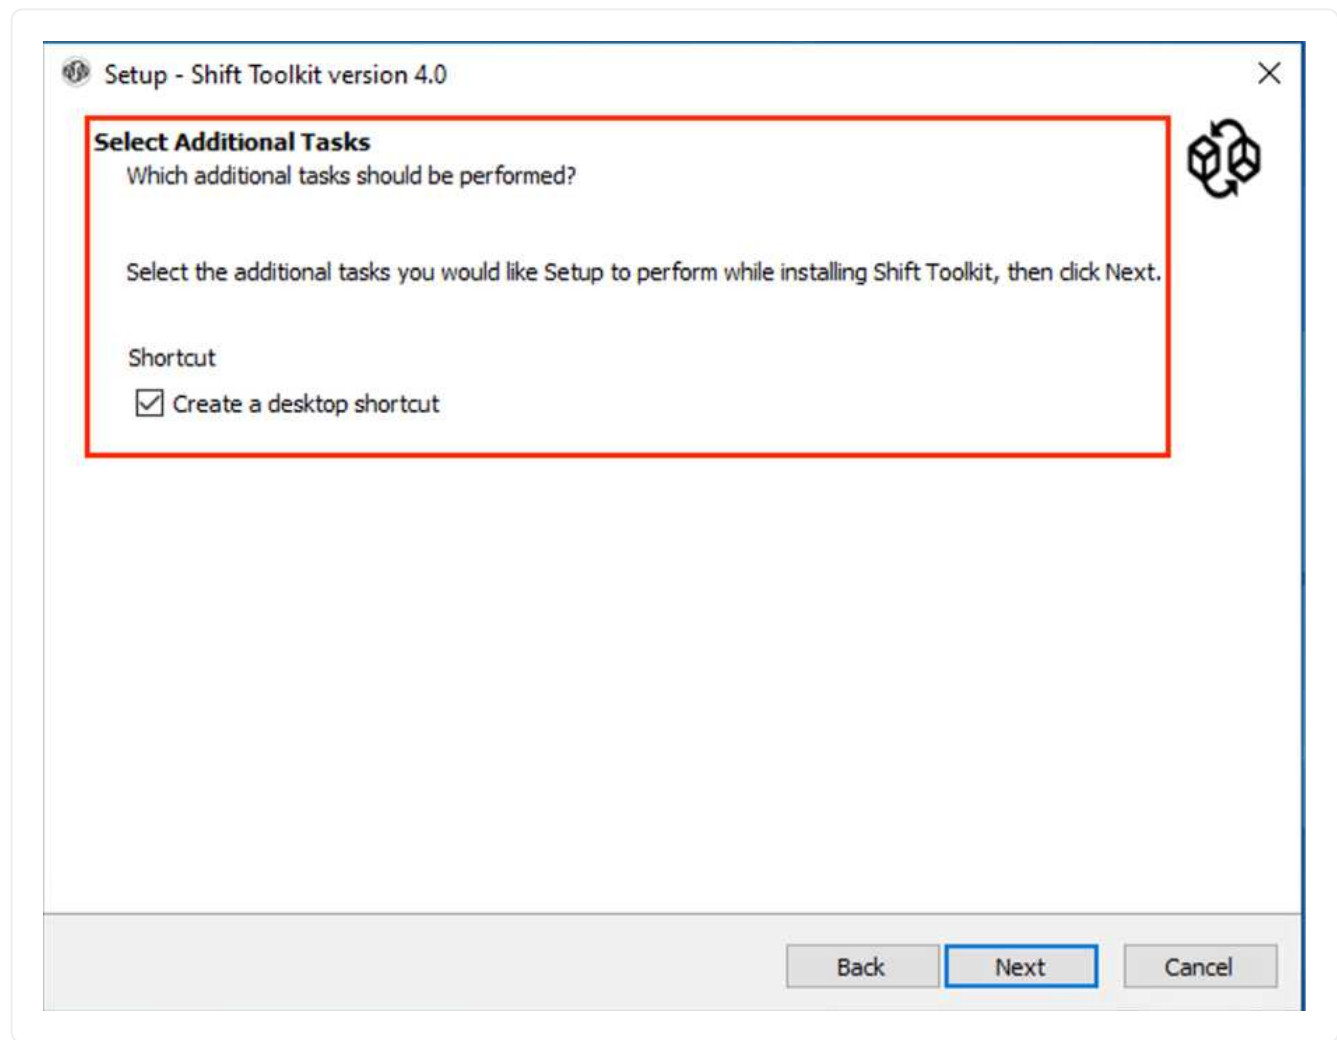 Setup - Shift Toolkit version 4.0
Select Additional Tasks
Which additional tasks should be performed?
Select the additional tasks you would like Setup to perform while installing Shift Toolkit, then click Next.
Shortcut
Create a desktop shortcut
Back Next Cancel